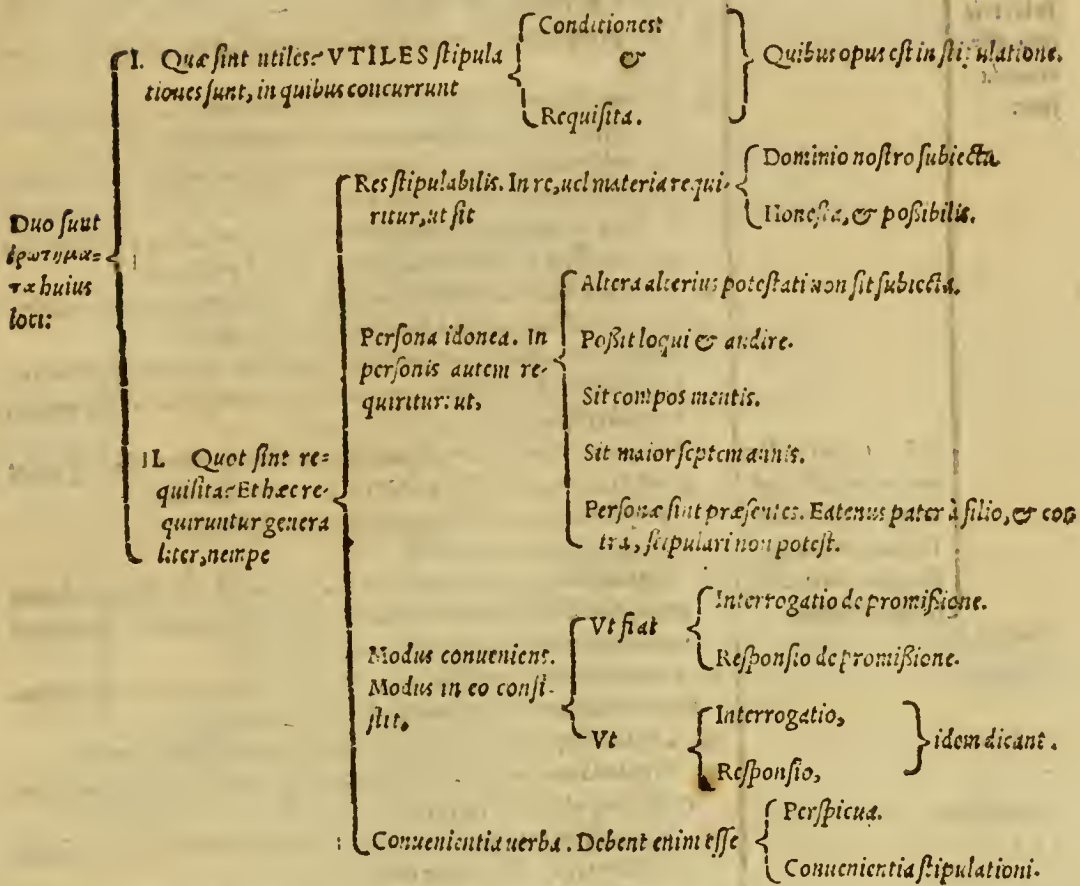 Duo sunt
ἐρωτήμα=
τα huius
loci:
I. Quæ sint utiles: VTILES stipula
tiones sunt, in quibus concurrunt
Conditiones:
&
Requisita.
Quibus opus est in stipulatione.
II. Quot sint re=
quisita: Et hæc re=
quiruntur genera
liter, nempe
Res stipulabilis. In re, uel materia requi-
ritur, ut sit
Dominio nostro subiecta.
Honesta, & poßibilis.
Persona idonea. In
personis autem re-
quiritur: ut,
Altera alterius potestati non sit subiecta.
Poßit loqui & audire.
Sit compos mentis.
Sit maior septem annis.
Personæ sint præsentes. Eatenus pater à filio, & con
tra, stipulari non potest.
Modus conueniens.
Modus in eo consi-
stit,
Vt fiat
Interrogatio de promißione.
Responsio de promißione.
Vt
Interrogatio,
Responsio,
idem dicant.
Conuenientia uerba. Debent enim esse
Perspicua.
Conuenientia stipulationi.